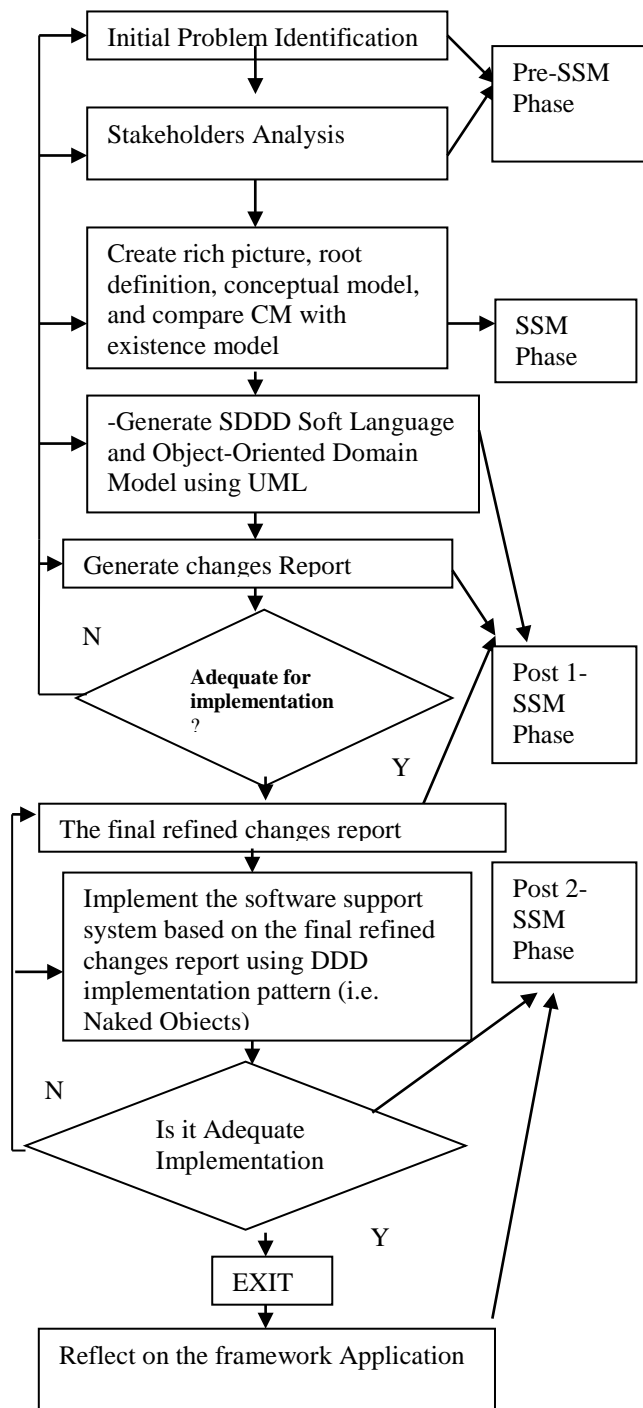 Initial Problem Identification
Pre-SSM
Phase
Stakeholders Analysis
Create rich picture, root
definition, conceptual model,
and compare CM with
existence model
SSM
Phase
-Generate SDDD Soft Language
and Object-Oriented Domain
Model using UML
Generate changes Report
N
Adequate for
implementation
?
Post 1-
SSM
Phase
Y
The final refined changes report
Implement the software support
system based on the final refined
changes report using DDD
implementation pattern (i.e.
Naked Objects)
Post 2-
SSM
Phase
N
Is it Adequate
Implementation
Y
EXIT
Reflect on the framework Application